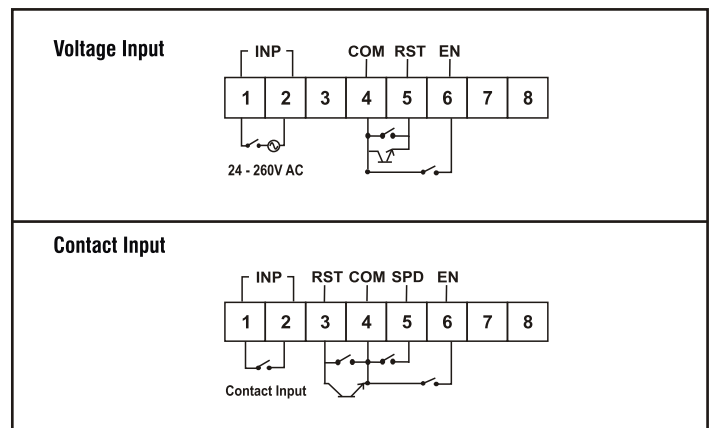 Voltage Input
INP COM RST EN
1 2 3 4 5 6 7 8
24 - 260V AC
Contact Input
INP RST COM SPD EN
1 2 3 4 5 6 7 8
Contact Input